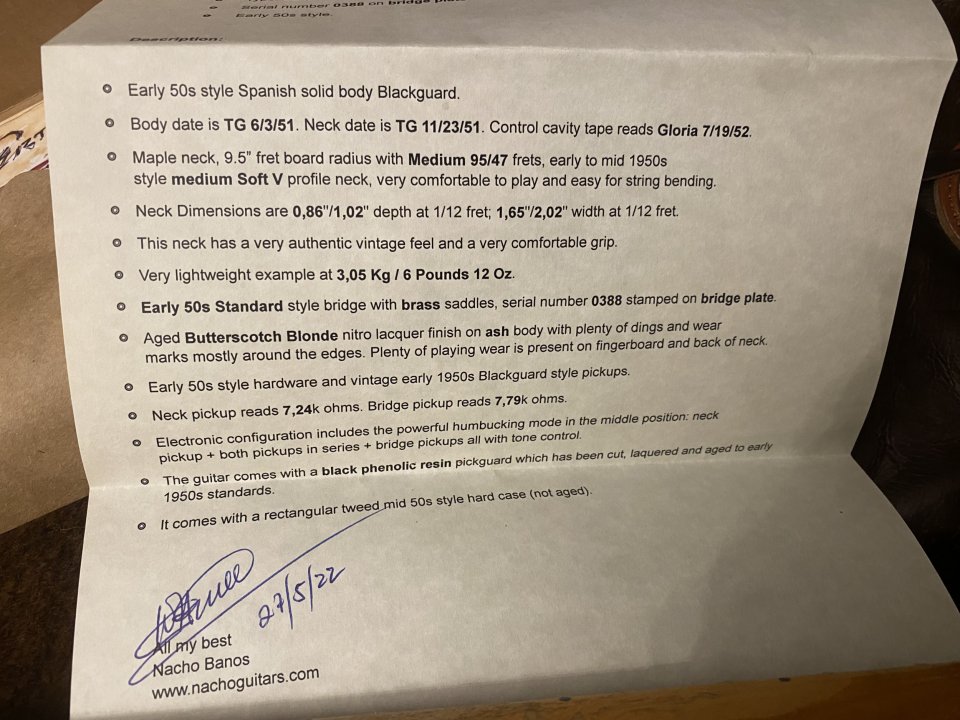 Serial number 0388 on bridge plate
Early 50s style.
Description:
Early 50s style Spanish solid body Blackguard.
Body date is TG 6/3/51. Neck date is TG 11/23/51. Control cavity tape reads Gloria 7/19/52.
Maple neck, 9.5" fret board radius with Medium 95/47 frets, early to mid 1950s
style medium Soft V profile neck, very comfortable to play and easy for string bending.
Neck Dimensions are 0,86"/1,02" depth at 1/12 fret; 1,65"/2,02" width at 1/12 fret.
This neck has a very authentic vintage feel and a very comfortable grip.
Very lightweight example at 3,05 Kg / 6 Pounds 12 Oz.
Early 50s Standard style bridge with brass saddles, serial number 0388 stamped on bridge plate.
Aged Butterscotch Blonde nitro lacquer finish on ash body with plenty of dings and wear
marks mostly around the edges. Plenty of playing wear is present on fingerboard and back of neck.
Early 50s style hardware and vintage early 1950s Blackguard style pickups.
Neck pickup reads 7,24k ohms. Bridge pickup reads 7,79k ohms.
Electronic configuration includes the powerful humbucking mode in the middle position: neck
pickup + both pickups in series + bridge pickups all with tone control.
The guitar comes with a black phenolic resin pickguard which has been cut, laquered and aged to early
1950s standards.
It comes with a rectangular tweed mid 50s style hard case (not aged).
27/5/22
All my best
Nacho Banos
www.nachoguitars.com